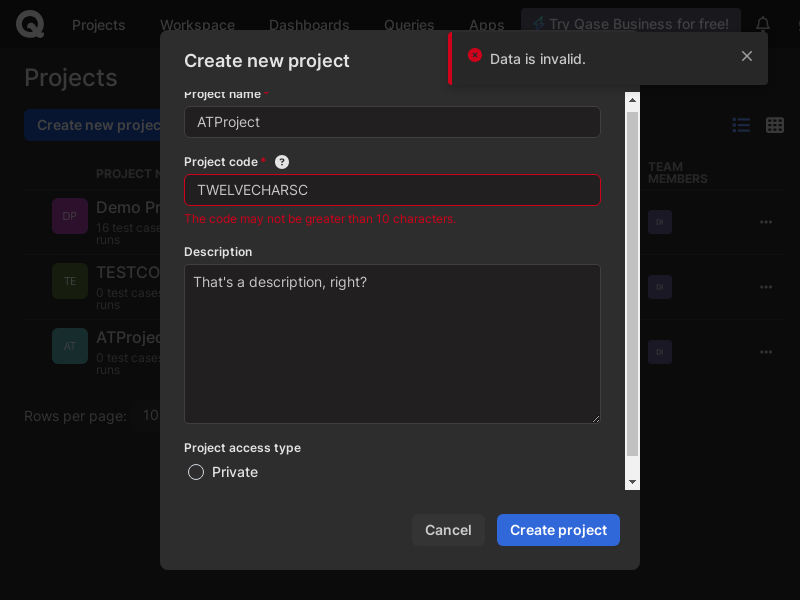 Projects Workspace Dashboards Queries Apps ⚡Try Qase Business for free!
Data is invalid.
Create new project
Projects
Project name *
ATProject
Create new projec
Project code * ?
TWELVECHARSC
The code may not be greater than 10 characters.
PROJECT N
TEAM
MEMBERS
DP
Demo Pr
16 test case
runs
DI
Description
That's a description, right?
TE
TESTCO
0 test cases
runs
DI
AT
ATProjec
0 test cases
runs
DI
Rows per page: 10
Project access type
Private
Cancel
Create project